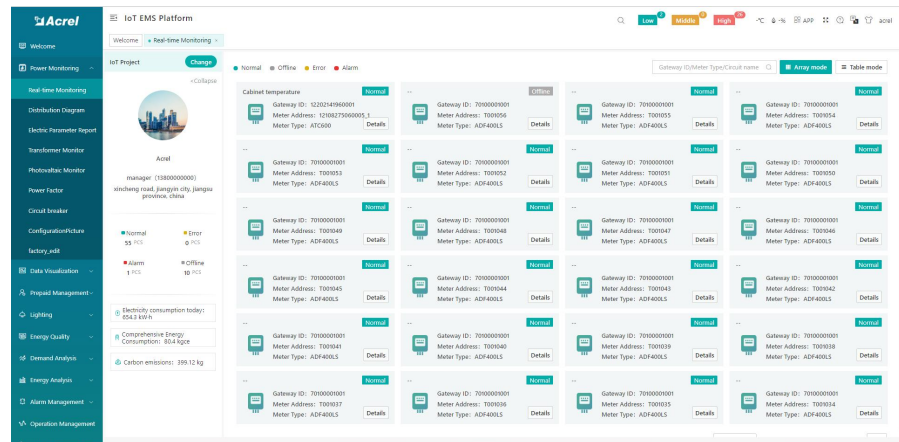 Acrel
IoT EMS Platform
Low 2
Middle 0
High 26
-℃
-%
APP
acrel
Welcome
Real-time Monitoring
Welcome
Power Monitoring
Real-time Monitoring
Distribution Diagram
Electric Parameter Report
Transformer Monitor
Photovaltaic Monitor
Power Factor
Circuit breaker
ConfigurationPicture
factory_edit
Data Visualization
Prepaid Management
Lighting
Energy Quality
Demand Analysis
Energy Analysis
Alarm Management
Operation Management
IoT Project
Change
«Collapse
Acrel
manager (13800000000)
xincheng road, jiangyin city, jiangsu
province, china
Normal
55 PCS
Error
0 PCS
Alarm
1 PCS
Offline
10 PCS
Electricity consumption today:
654.3 kW·h
Comprehensive Energy
Consumption: 80.4 kgce
Carbon emissions: 399.12 kg
Normal Offline Error Alarm
Gateway ID/Meter Type/Circuit name
Array mode
Table mode
Cabinet temperature
Normal
Gateway ID: 12202141960001
Meter Address: 12108275060005_1
Meter Type: ATC600
Details
--
Offline
Gateway ID: 70100001001
Meter Address: T001056
Meter Type: ADF400LS
Details
--
Normal
Gateway ID: 70100001001
Meter Address: T001055
Meter Type: ADF400LS
Details
--
Normal
Gateway ID: 70100001001
Meter Address: T001054
Meter Type: ADF400LS
Details
--
Normal
Gateway ID: 70100001001
Meter Address: T001053
Meter Type: ADF400LS
Details
--
Normal
Gateway ID: 70100001001
Meter Address: T001052
Meter Type: ADF400LS
Details
--
Normal
Gateway ID: 70100001001
Meter Address: T001051
Meter Type: ADF400LS
Details
--
Normal
Gateway ID: 70100001001
Meter Address: T001050
Meter Type: ADF400LS
Details
--
Normal
Gateway ID: 70100001001
Meter Address: T001049
Meter Type: ADF400LS
Details
--
Normal
Gateway ID: 70100001001
Meter Address: T001048
Meter Type: ADF400LS
Details
--
Normal
Gateway ID: 70100001001
Meter Address: T001047
Meter Type: ADF400LS
Details
--
Normal
Gateway ID: 70100001001
Meter Address: T001046
Meter Type: ADF400LS
Details
--
Normal
Gateway ID: 70100001001
Meter Address: T001045
Meter Type: ADF400LS
Details
--
Normal
Gateway ID: 70100001001
Meter Address: T001044
Meter Type: ADF400LS
Details
--
Normal
Gateway ID: 70100001001
Meter Address: T001043
Meter Type: ADF400LS
Details
--
Normal
Gateway ID: 70100001001
Meter Address: T001042
Meter Type: ADF400LS
Details
--
Normal
Gateway ID: 70100001001
Meter Address: T001041
Meter Type: ADF400LS
Details
--
Normal
Gateway ID: 70100001001
Meter Address: T001040
Meter Type: ADF400LS
Details
--
Normal
Gateway ID: 70100001001
Meter Address: T001039
Meter Type: ADF400LS
Details
--
Normal
Gateway ID: 70100001001
Meter Address: T001038
Meter Type: ADF400LS
Details
--
Normal
Gateway ID: 70100001001
Meter Address: T001037
Meter Type: ADF400LS
Details
--
Normal
Gateway ID: 70100001001
Meter Address: T001036
Meter Type: ADF400LS
Details
--
Normal
Gateway ID: 70100001001
Meter Address: T001035
Meter Type: ADF400LS
Details
--
Normal
Gateway ID: 70100001001
Meter Address: T001034
Meter Type: ADF400LS
Details